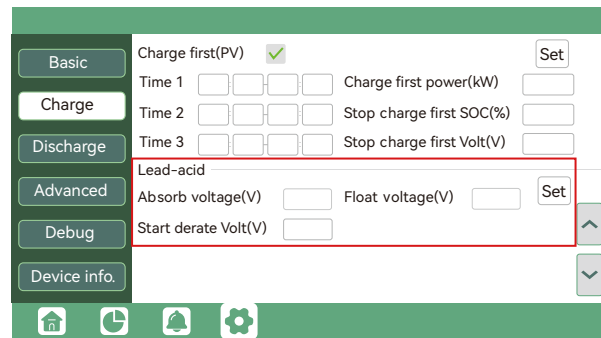 Basic
Charge
Discharge
Advanced
Debug
Device info.
Charge first(PV) Set
Time 1 Charge first power(kW)
Time 2 Stop charge first SOC(%)
Time 3 Stop charge first Volt(V)
Lead-acid
Absorb voltage(V) Float voltage(V) Set
Start derate Volt(V)